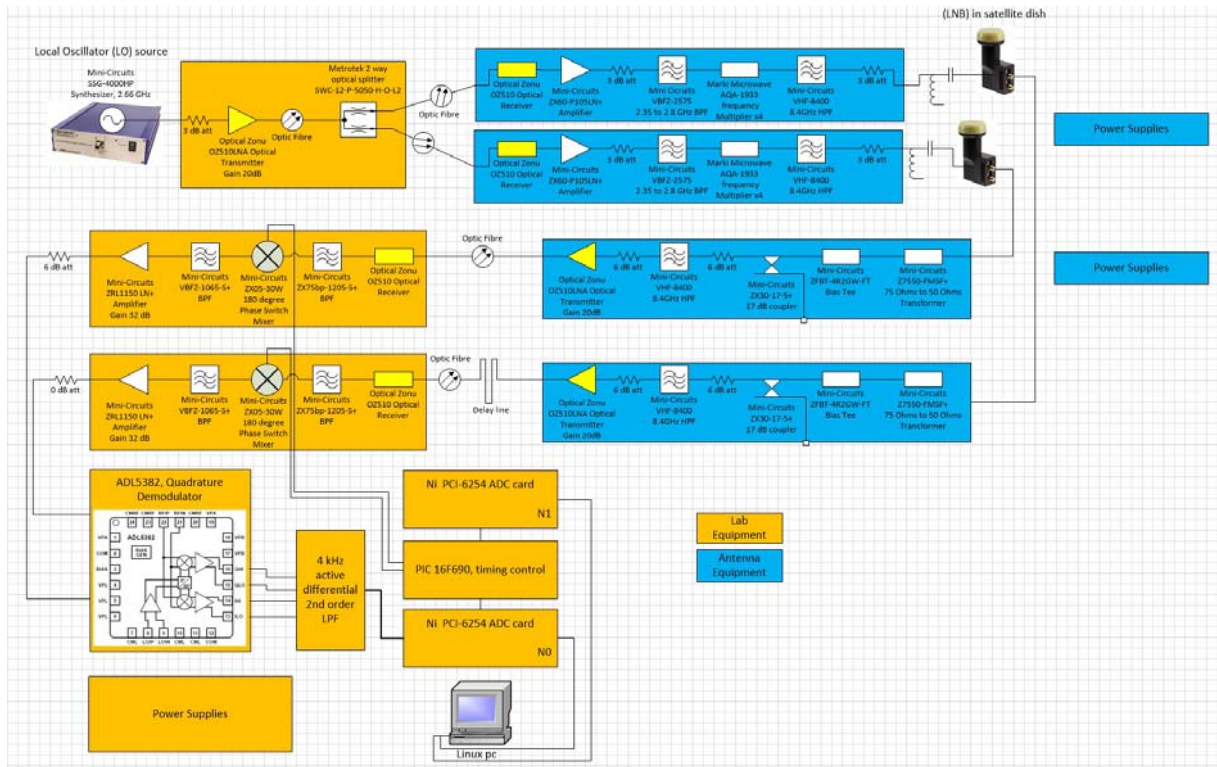 (LNB) in satellite dish
Local Oscillator (LO) source
Mini-Circuits
SSG-4000HP
Synthesizer, 2.66 GHz
3 dB att
Optical Zonu
OZ510LNA Optical
Transmitter
Gain 20dB
Optic Fibre
Metrotek 2 way
optical splitter
SWC-12-P-5050-H-O-L2
Optic Fibre
Optical Zonu
OZ510 Optical
Receiver
Mini-Circuits
ZX60-P105LN+
Amplifier
3 dB att
Mini Circuits
VBFZ-2575
2.35 to 2.8 GHz BPF
Marki Microwave
AQA-1933
frequency
Multiplier x4
Mini-Circuits
VHF-8400
8.4GHz HPF
3 dB att
Optical Zonu
OZ510 Optical
Receiver
Mini-Circuits
ZX60-P105LN+
Amplifier
3 dB att
Mini-Circuits
VBFZ-2575
2.35 to 2.8 GHz BPF
Marki Microwave
AQA-1933
frequency
Multiplier x4
Mini-Circuits
VHF-8400
8.4GHz HPF
3 dB att
Power Supplies
6 dB att
Mini-Circuits
ZRL1150 LN+
Amplifier
Gain 32 dB
Mini-Circuits
VBFZ-1065-S+
BPF
Mini-Circuits
ZX05-30W
180 degree
Phase Switch
Mixer
Mini-Circuits
ZX75bp-1205-S+
BPF
Optical Zonu
OZ510 Optical
Receiver
Optic Fibre
Optical Zonu
OZ510LNA Optical
Transmitter
Gain 20dB
6 dB att
Mini-Circuits
VHF-8400
8.4GHz HPF
6 dB att
Mini-Circuits
ZX30-17-5+
17 dB coupler
Mini-Circuits
ZFBT-4R2GW-FT
Bias Tee
Mini-Circuits
Z7550-FMSF+
75 Ohms to 50 Ohms
Transformer
Power Supplies
0 dB att
Mini-Circuits
ZRL1150 LN+
Amplifier
Gain 32 dB
Mini-Circuits
VBFZ-1065-S+
BPF
Mini-Circuits
ZX05-30W
180 degree
Phase Switch
Mixer
Mini-Circuits
ZX75bp-1205-S+
BPF
Optical Zonu
OZ510 Optical
Receiver
Optic Fibre
Delay line
Optical Zonu
OZ510LNA Optical
Transmitter
Gain 20dB
6 dB att
Mini-Circuits
VHF-8400
8.4GHz HPF
6 dB att
Mini-Circuits
ZX30-17-5+
17 dB coupler
Mini-Circuits
ZFBT-4R2GW-FT
Bias Tee
Mini-Circuits
Z7550-FMSF+
75 Ohms to 50 Ohms
Transformer
ADL5382, Quadrature
Demodulator
ADL5382
BIAS
GEN
4 kHz
active
differential
2nd order
LPF
Ni PCI-6254 ADC card
N1
PIC 16F690, timing control
Ni PCI-6254 ADC card
N0
Lab
Equipment
Antenna
Equipment
Power Supplies
Linux pc